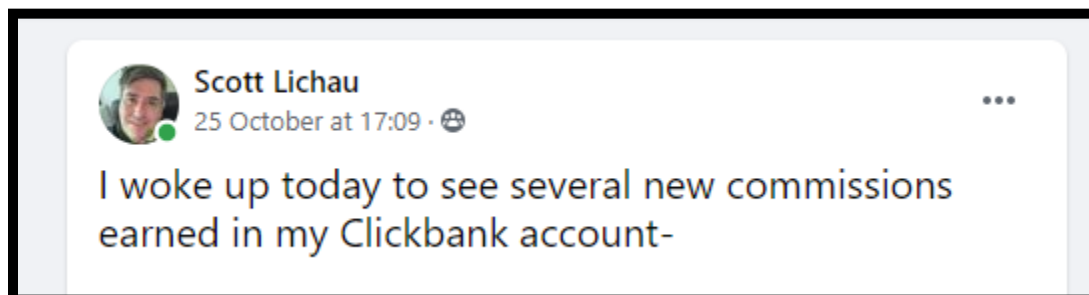 Scott Lichau
25 October at 17:09 ·
I woke up today to see several new commissions
earned in my Clickbank account-